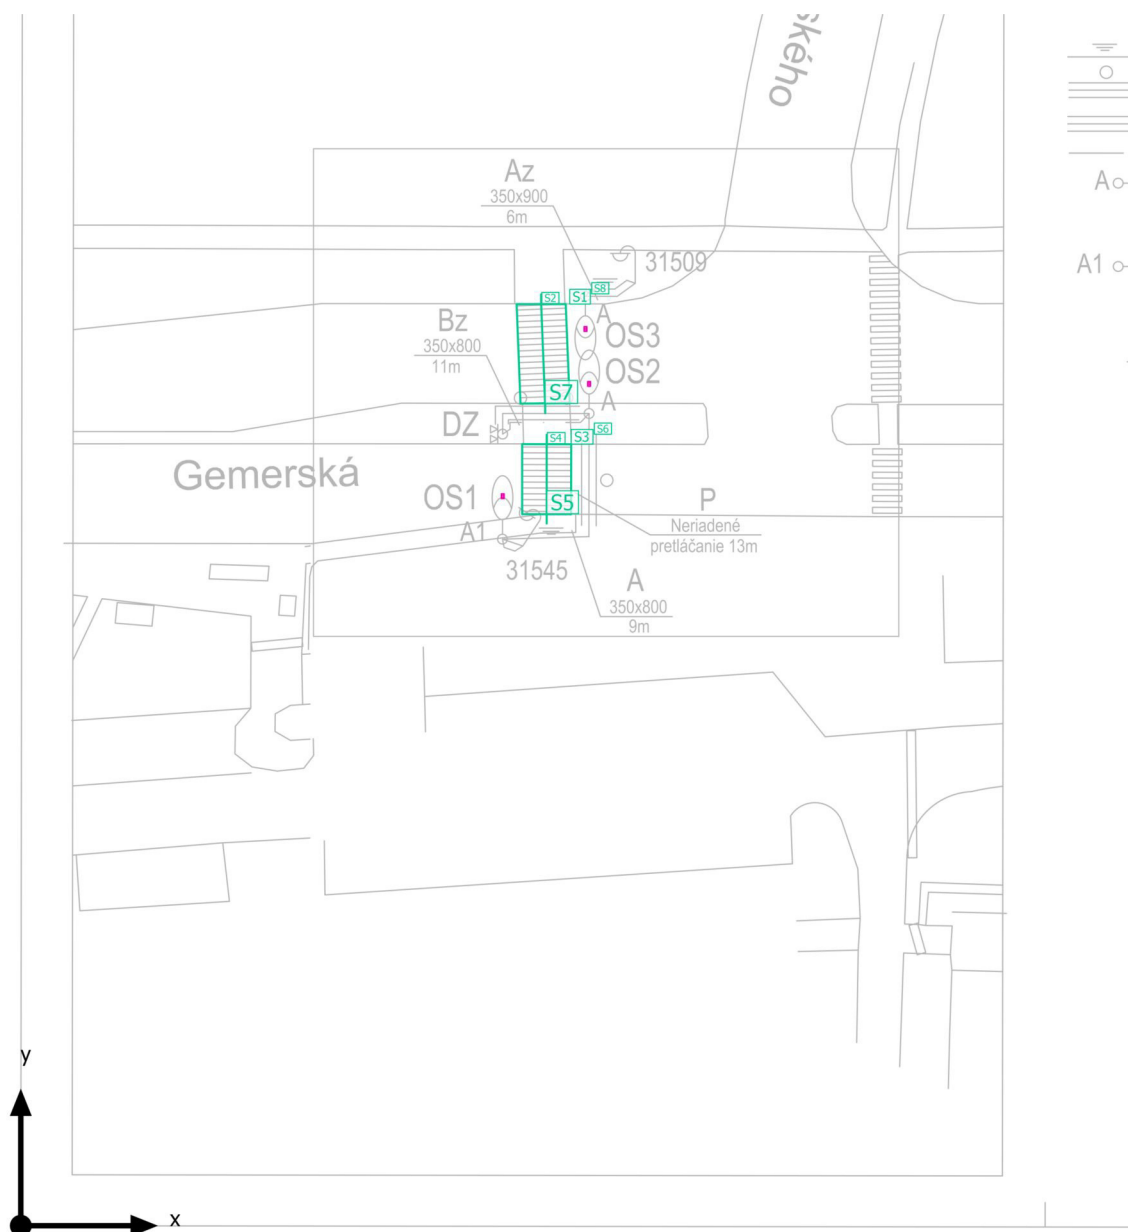 ského
Az
350x900
6m
31509
S8
S2
S1
A
A
Bz
OS3
350x800
11m
OS2
A1
S7
A
DZ
S6
S4
S3
Gemerská
OS1
S5
P
Neriadené
pretláčanie 13m
A1
31545
A
350x800
9m
y
x